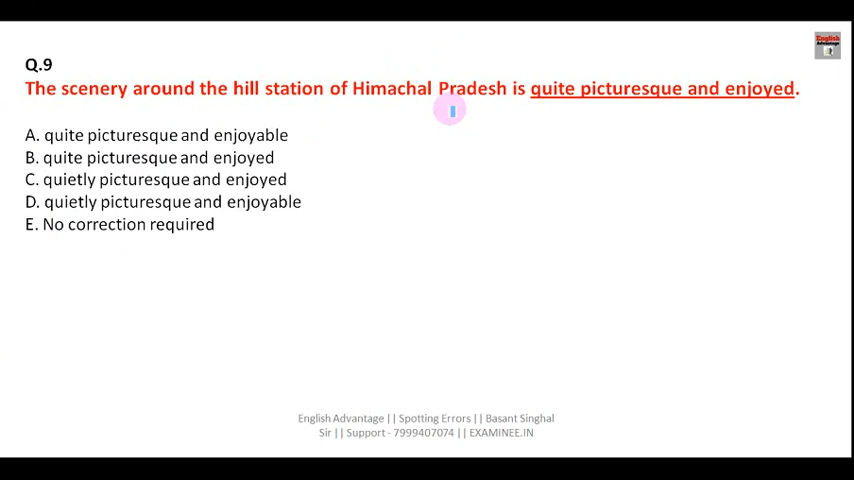 English
Advantage
Q.9
The scenery around the hill station of Himachal Pradesh is quite picturesque and enjoyed.
A. quite picturesque and enjoyable
B. quite picturesque and enjoyed
C. quietly picturesque and enjoyed
D. quietly picturesque and enjoyable
E. No correction required
English Advantage || Spotting Errors || Basant Singhal
Sir || Support - 7999407074 || EXAMINEE.IN